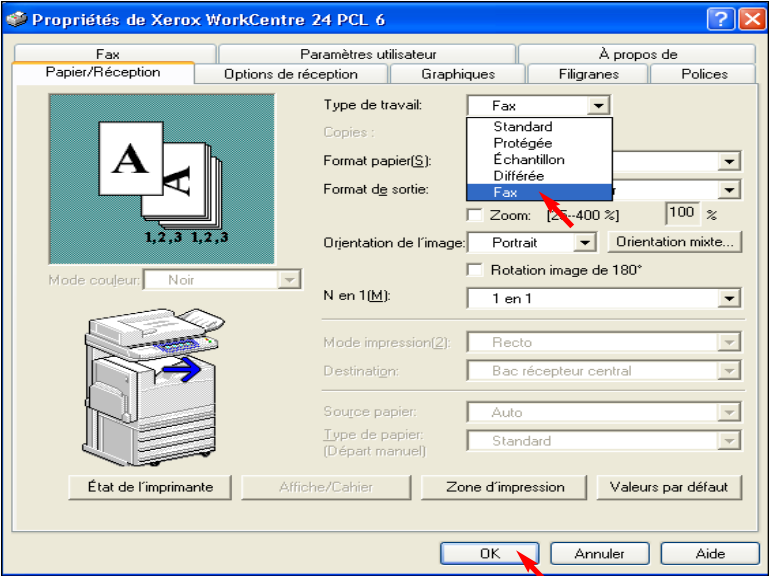 Propriétés de Xerox WorkCentre 24 PCL 6
Fax Paramètres utilisateur À propos de
Papier/Réception Options de réception Graphiques Filigranes Polices
Type de travail: Fax
Copies :
Standard
Protégée
Échantillon
Différée
Fax
Format papier(S):
Format de sortie:
Zoom: [25--400 %] 100 %
A A
1,2,3 1,2,3
Orientation de l'image: Portrait Orientation mixte...
Mode couleur: Noir
Rotation image de 180°
N en 1(M): 1 en 1
Mode impression(2): Recto
Destination: Bac récepteur central
Source papier: Auto
Type de papier: Standard
(Départ manuel)
État de l'imprimante Affiche/Cahier Zone d'impression Valeurs par défaut
OK Annuler Aide